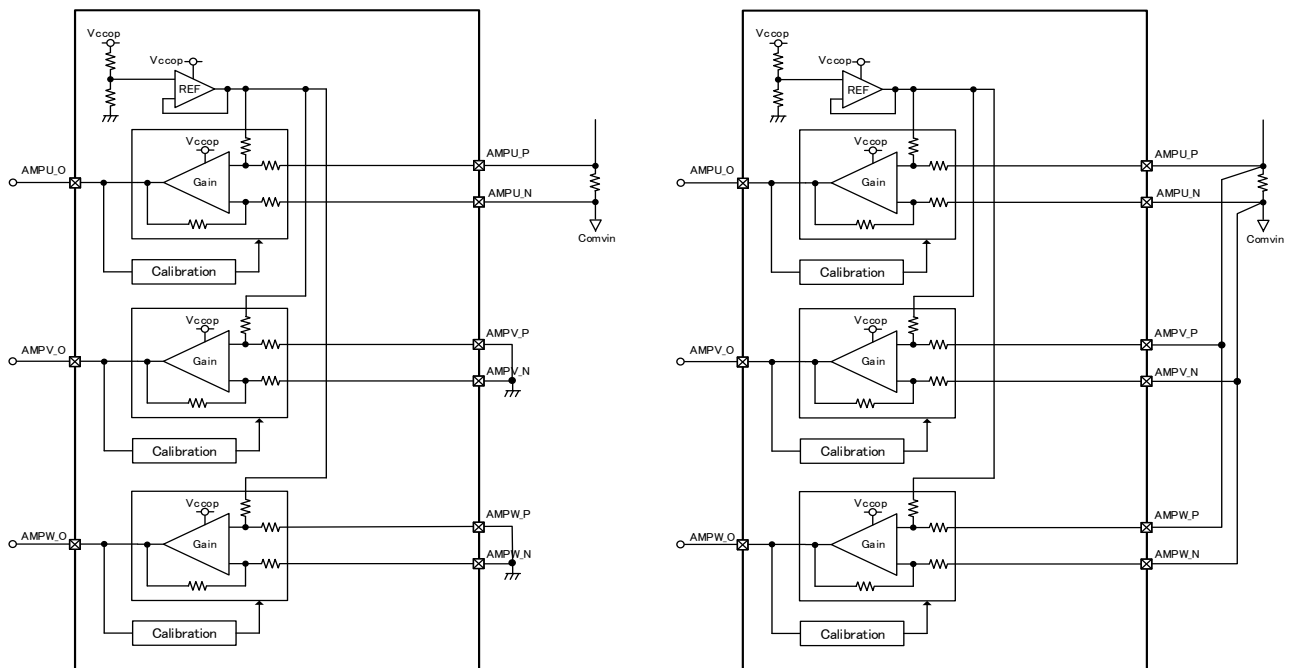 Vccop
Vccop
REF
Vccop
AMPU_O
Gain
AMPU_P
AMPU_N
Comvin
Calibration
Vccop
AMPV_O
Gain
AMPV_P
AMPV_N
Calibration
Vccop
AMPW_O
Gain
AMPW_P
AMPW_N
Calibration
Vccop
Vccop
REF
Vccop
AMPU_O
Gain
AMPU_P
AMPU_N
Comvin
Calibration
Vccop
AMPV_O
Gain
AMPV_P
AMPV_N
Calibration
Vccop
AMPW_O
Gain
AMPW_P
AMPW_N
Calibration